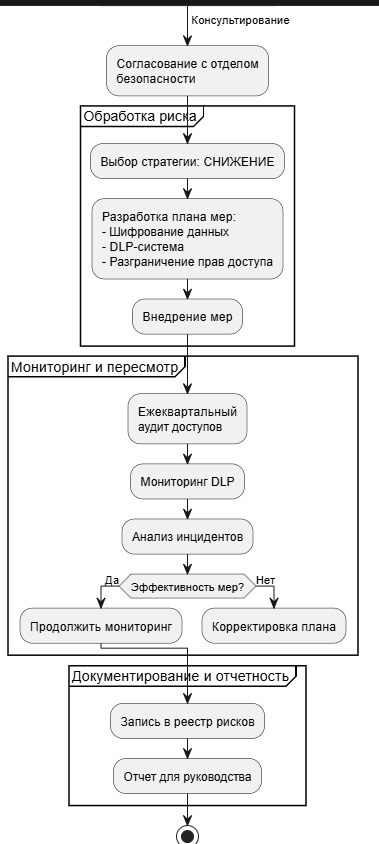 Консультирование
Согласование с отделом
безопасности
Обработка риска
Выбор стратегии: СНИЖЕНИЕ
Разработка плана мер:
- Шифрование данных
- DLP-система
- Разграничение прав доступа
Внедрение мер
Мониторинг и пересмотр
Ежеквартальный
аудит доступов
Мониторинг DLP
Анализ инцидентов
Да
Эффективность мер?
Нет
Продолжить мониторинг
Корректировка плана
Документирование и отчетность
Запись в реестр рисков
Отчет для руководства